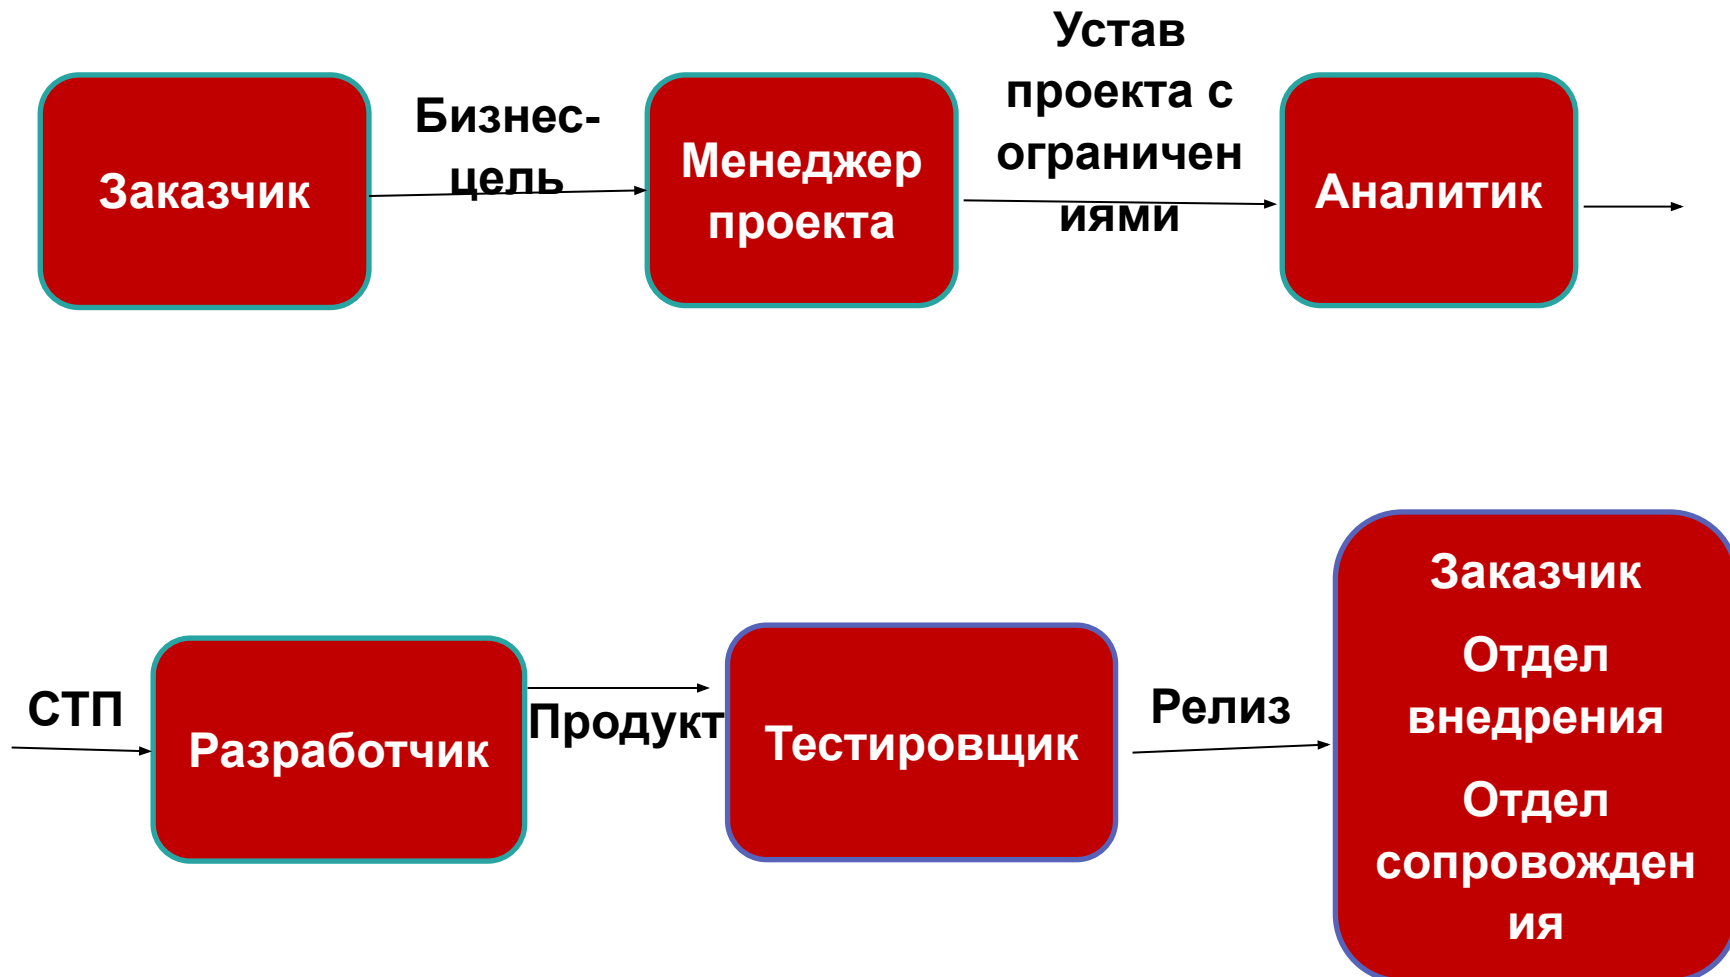 Заказчик
Бизнес-
цель
Менеджер
проекта
Устав
проекта с
ограничен
иями
Аналитик
СТП
Разработчик
Продукт
Тестировщик
Релиз
Заказчик
Отдел
внедрения
Отдел
сопровожден
ия